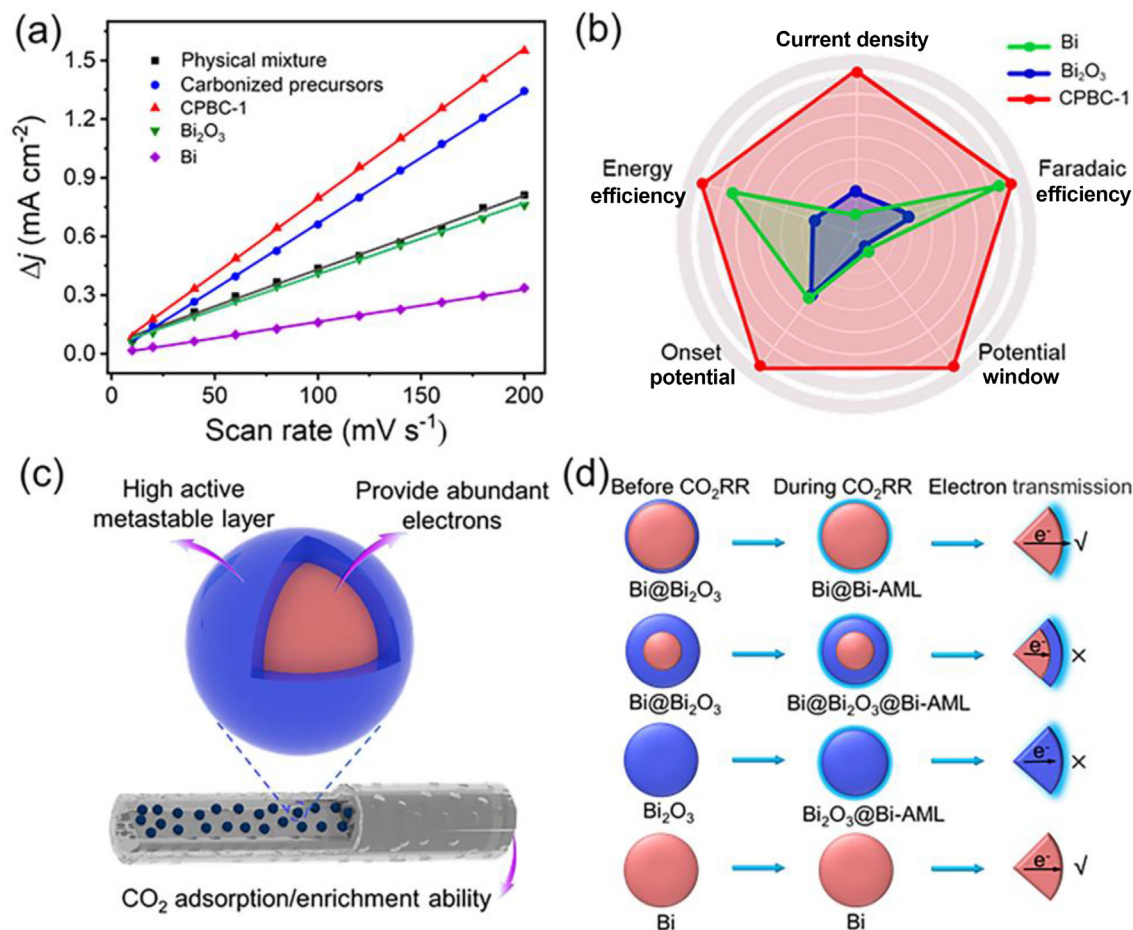 (a)
1.5
1.2
0.9
0.6
0.3
0.0
Δj (mA cm⁻²)
Physical mixture
Carbonized precursors
CPBC-1
Bi₂O₃
Bi
0
50
100
150
200
Scan rate (mV s⁻¹)
(b)
Current density
Bi
Bi₂O₃
CPBC-1
Energy
efficiency
Faradaic
efficiency
Onset
potential
Potential
window
(c)
High active
metastable layer
Provide abundant
electrons
CO₂ adsorption/enrichment ability
(d)
Before CO₂RR During CO₂RR Electron transmission
e⁻ √
Bi@Bi₂O₃ Bi@Bi-AML
e⁻ ×
Bi@Bi₂O₃ Bi@Bi₂O₃@Bi-AML
e⁻ ×
Bi₂O₃ Bi₂O₃@Bi-AML
e⁻ √
Bi Bi